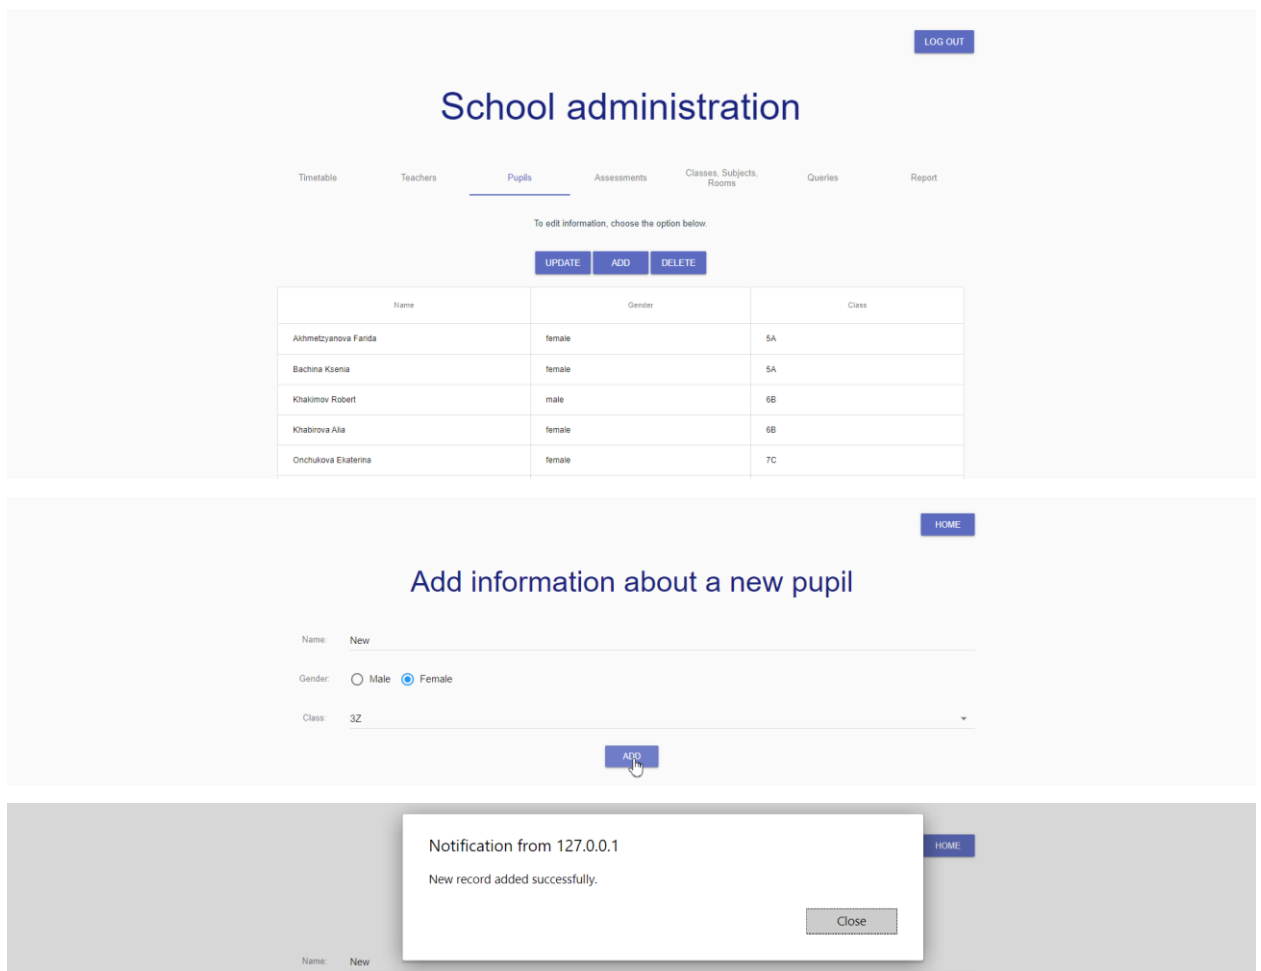 LOG OUT
School administration
Timetable Teachers Pupils Assessments Classes, Subjects, Rooms Queries Report
To edit information, choose the option below.
UPDATE ADD DELETE
Name Gender Class
Akhmetzyanova Farida female 5A
Bachina Ksenia female 5A
Khakimov Robert male 6B
Khabirova Alia female 6B
Onchukova Ekaterina female 7C
HOME
Add information about a new pupil
Name: New
Gender: Male Female
Class: 3Z
ADD
Notification from 127.0.0.1
HOME
New record added successfully.
Close
Name: New